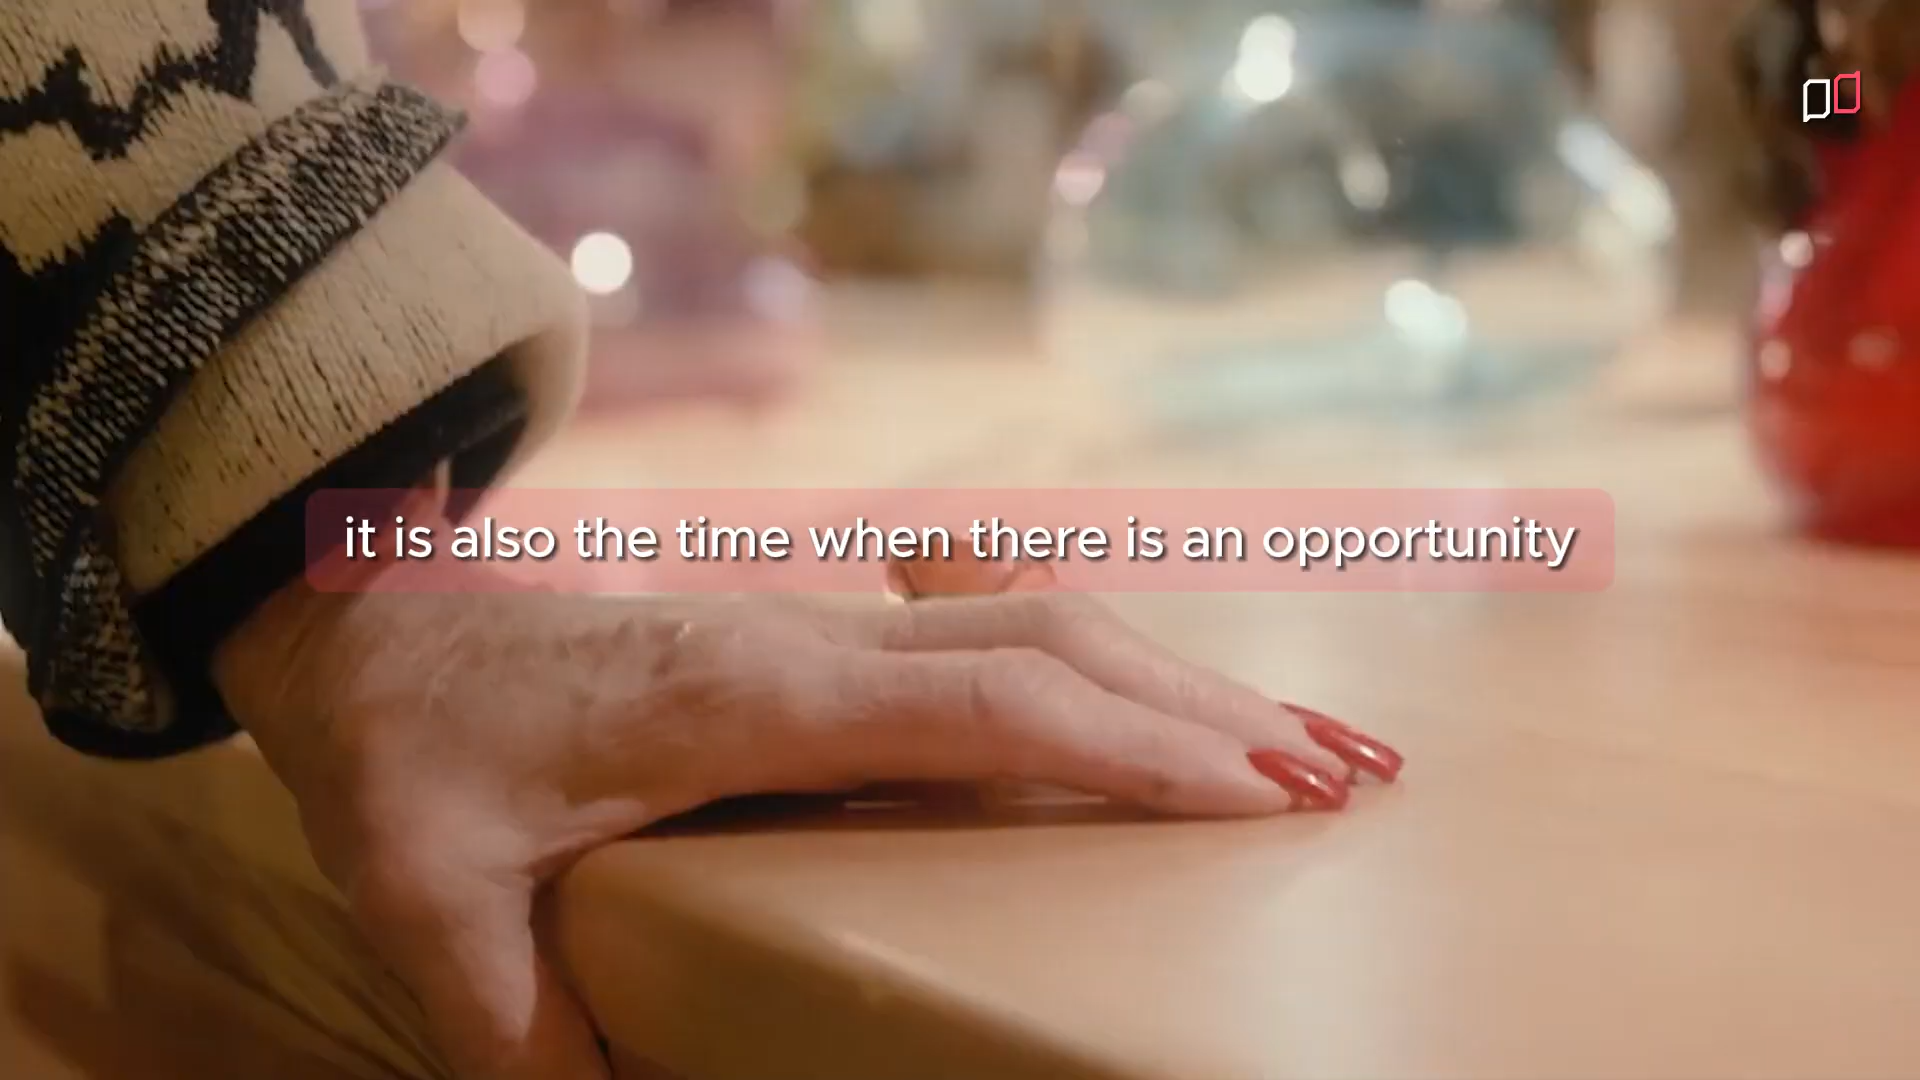 it is also the time when there is an opportunity